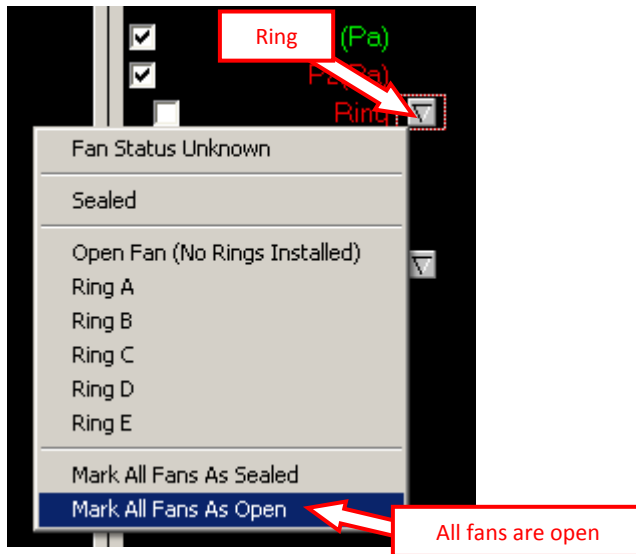 Ring
(Pa)
P2(Pa)
Ring
Fan Status Unknown
Sealed
Open Fan (No Rings Installed)
Ring A
Ring B
Ring C
Ring D
Ring E
Mark All Fans As Sealed
Mark All Fans As Open
All fans are open